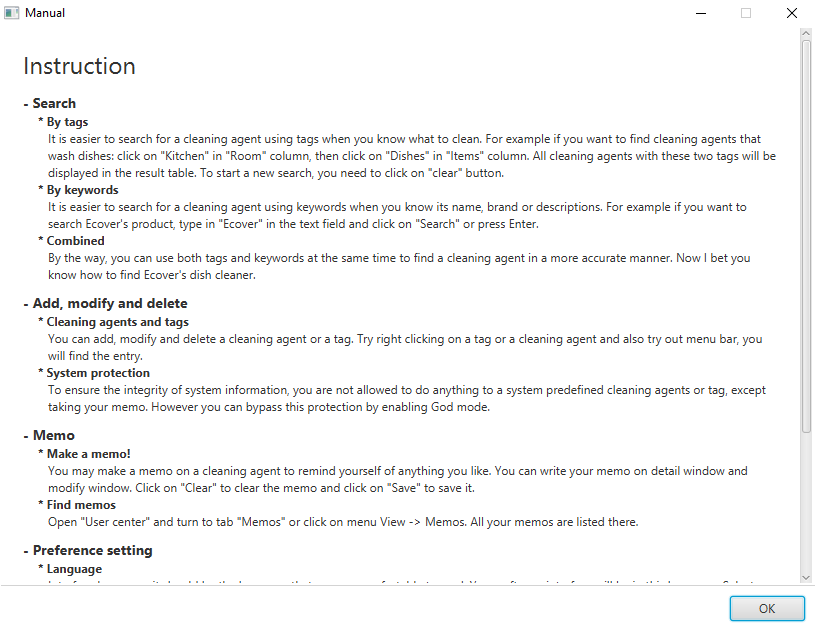 Manual
Instruction
- Search
* By tags
It is easier to search for a cleaning agent using tags when you know what to clean. For example if you want to find cleaning agents that
wash dishes: click on "Kitchen" in "Room" column, then click on "Dishes" in "Items" column. All cleaning agents with these two tags will be
displayed in the result table. To start a new search, you need to click on "clear" button.
* By keywords
It is easier to search for a cleaning agent using keywords when you know its name, brand or descriptions. For example if you want to
search Ecover's product, type in "Ecover" in the text field and click on "Search" or press Enter.
* Combined
By the way, you can use both tags and keywords at the same time to find a cleaning agent in a more accurate manner. Now I bet you
know how to find Ecover's dish cleaner.
- Add, modify and delete
* Cleaning agents and tags
You can add, modify and delete a cleaning agent or a tag. Try right clicking on a tag or a cleaning agent and also try out menu bar, you
will find the entry.
* System protection
To ensure the integrity of system information, you are not allowed to do anything to a system predefined cleaning agents or tag, except
taking your memo. However you can bypass this protection by enabling God mode.
- Memo
* Make a memo!
You may make a memo on a cleaning agent to remind yourself of anything you like. You can write your memo on detail window and
modify window. Click on "Clear" to clear the memo and click on "Save" to save it.
* Find memos
Open "User center" and turn to tab "Memos" or click on menu View -> Memos. All your memos are listed there.
- Preference setting
* Language
OK